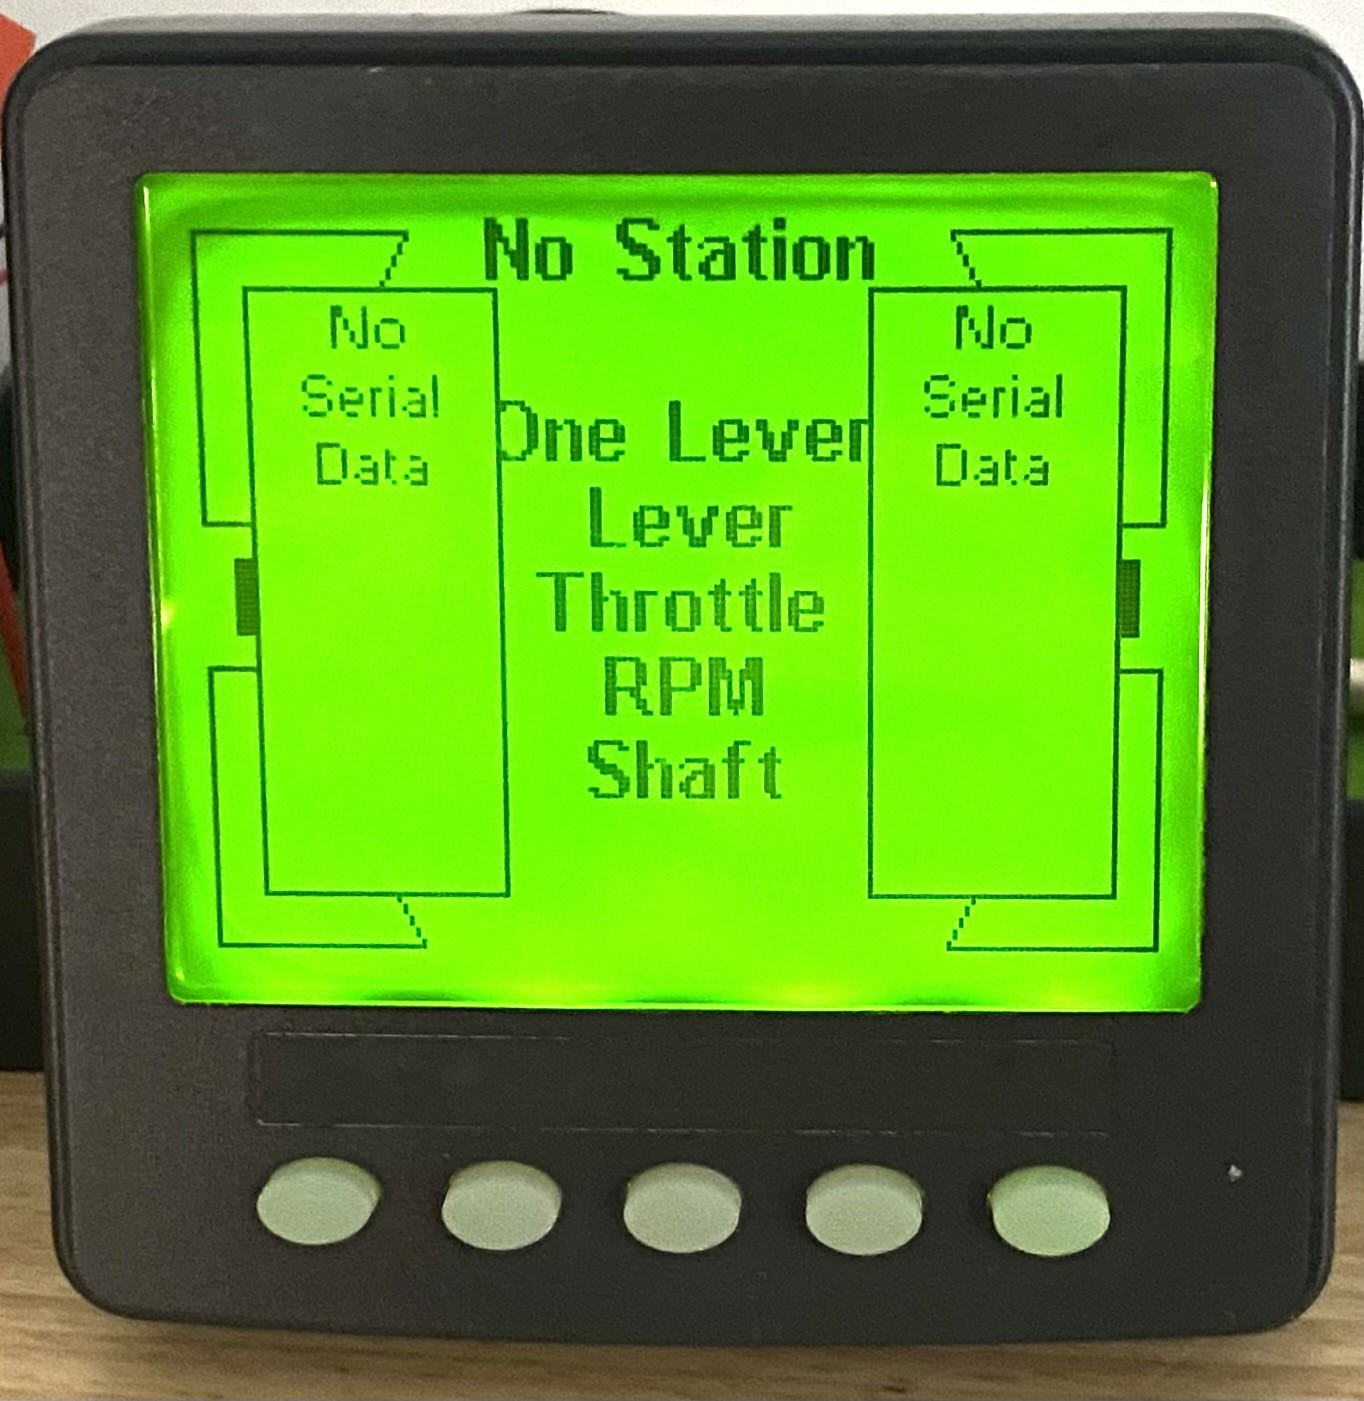 No Station
No
Serial
Data
One Lever
Lever
Throttle
RPM
Shaft
No
Serial
Data